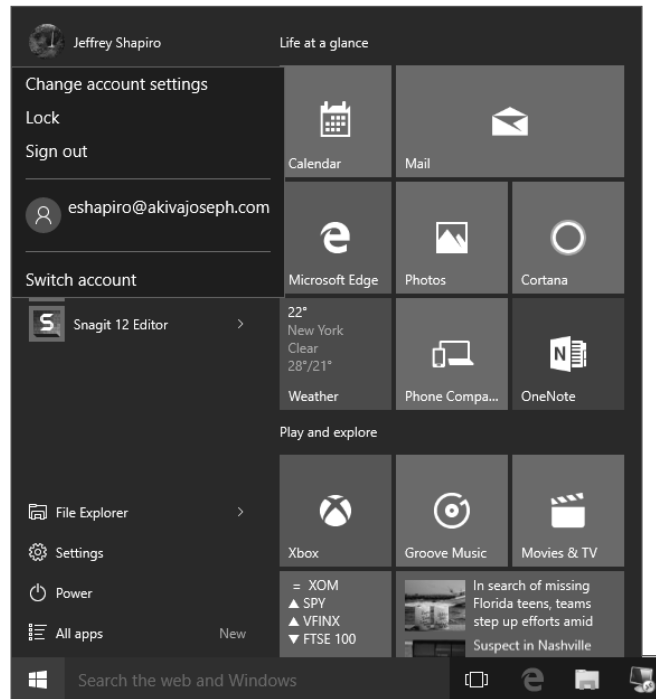 Jeffrey Shapiro
Change account settings
Lock
Sign out
eshapiro@akivajoseph.com
Switch account
Snagit 12 Editor
File Explorer
Settings
Power
All apps New
Life at a glance
Calendar
Mail
Microsoft Edge
Photos
Cortana
22°
New York
Clear
28°/21°
Weather
Phone Compa...
N
OneNote
Play and explore
Xbox
Groove Music
Movies & TV
= XOM
▲ SPY
▲ VFINX
▼ FTSE 100
In search of missing
Florida teens, teams
step up efforts amid
Suspect in Nashville
Search the web and Windows